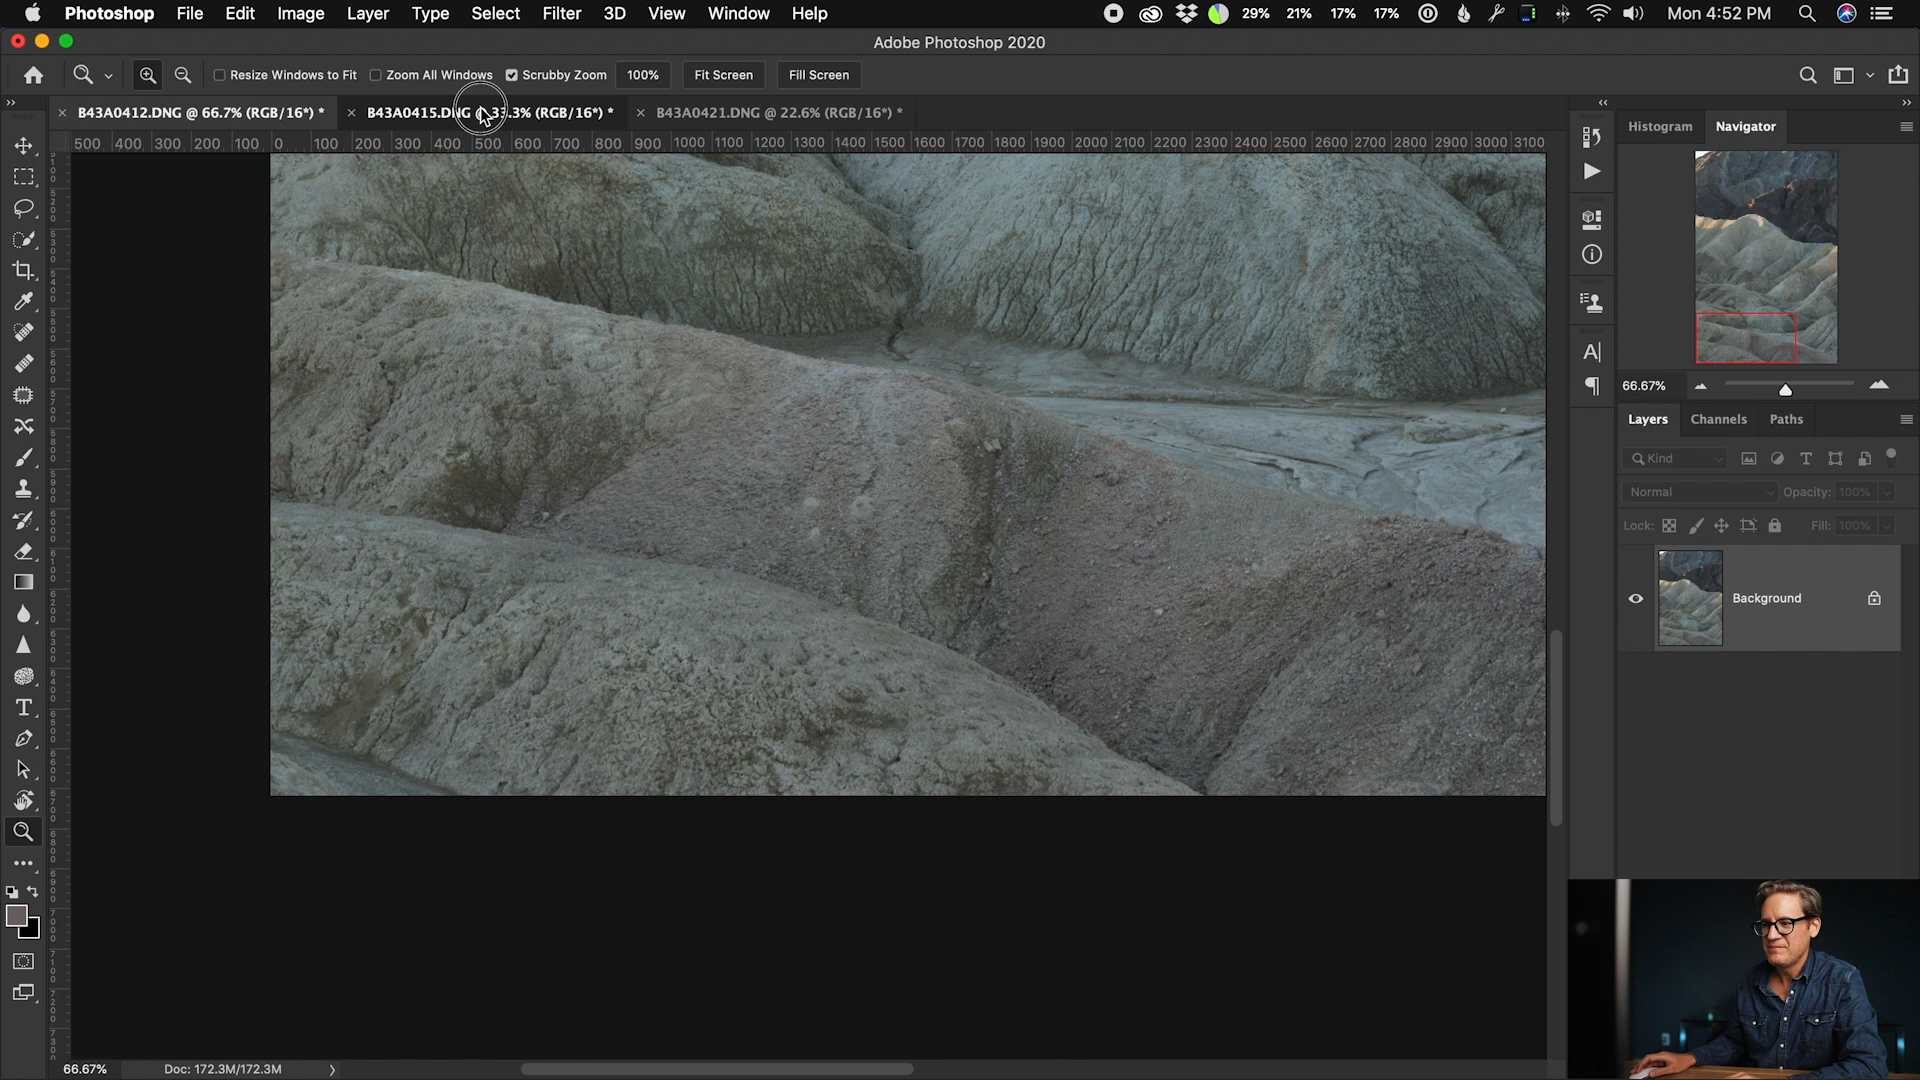 Photoshop File Edit Image Layer Type Select Filter 3D View Window Help 29% 21% 17% 17% Mon 4:52 PM
Adobe Photoshop 2020
Resize Windows to Fit Zoom All Windows Scrubby Zoom 100% Fit Screen Fill Screen
B43A0412.DNG @ 66.7% (RGB/16*) * B43A0415.DNG @ 33.3% (RGB/16*) * B43A0421.DNG @ 22.6% (RGB/16*) *
500 400 300 200 100 0 100 200 300 400 500 600 700 800 900 1000 1100 1200 1300 1400 1500 1600 1700 1800 1900 2000 2100 2200 2300 2400 2500 2600 2700 2800 2900 3000 3100
Histogram Navigator
66.67%
Layers Channels Paths
Kind
Normal Opacity: 100%
Lock: Fill: 100%
Background
66.67% Doc: 172.3M/172.3M